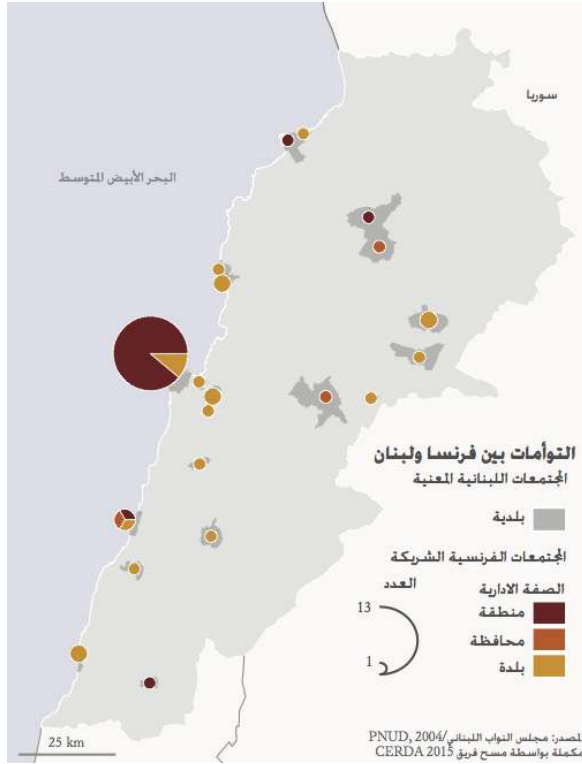 سوريا
البحر الأبيض المتوسط
التوأمات بين فرنسا ولبنان
المجتمعات اللبنانية المعنية
بلدية
المجتمعات الفرنسية الشريكة
الصفة الادارية
العدد
منطقة
محافظة
بلدة
13
1
25 km
المصدر: مجلس النواب اللبناني/PNUD, 2004
مكملة بواسطة مسح فريق CERDA 2015